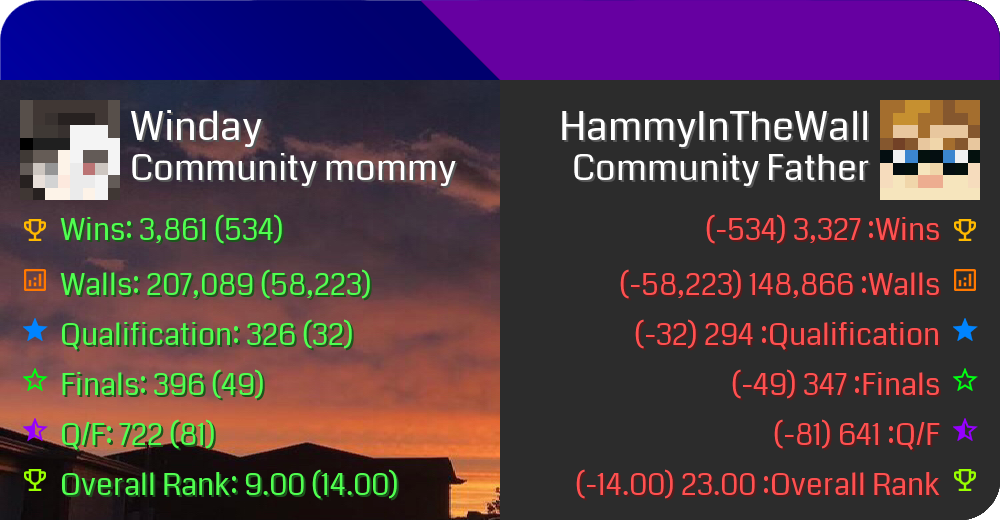 Winday
Community mommy
Wins: 3,861 (534)
Walls: 207,089 (58,223)
Qualification: 326 (32)
Finals: 396 (49)
Q/F: 722 (81)
Overall Rank: 9.00 (14.00)
HammyInTheWall
Community Father
(-534) 3,327 :Wins
(-58,223) 148,866 :Walls
(-32) 294 :Qualification
(-49) 347 :Finals
(-81) 641 :Q/F
(-14.00) 23.00 :Overall Rank